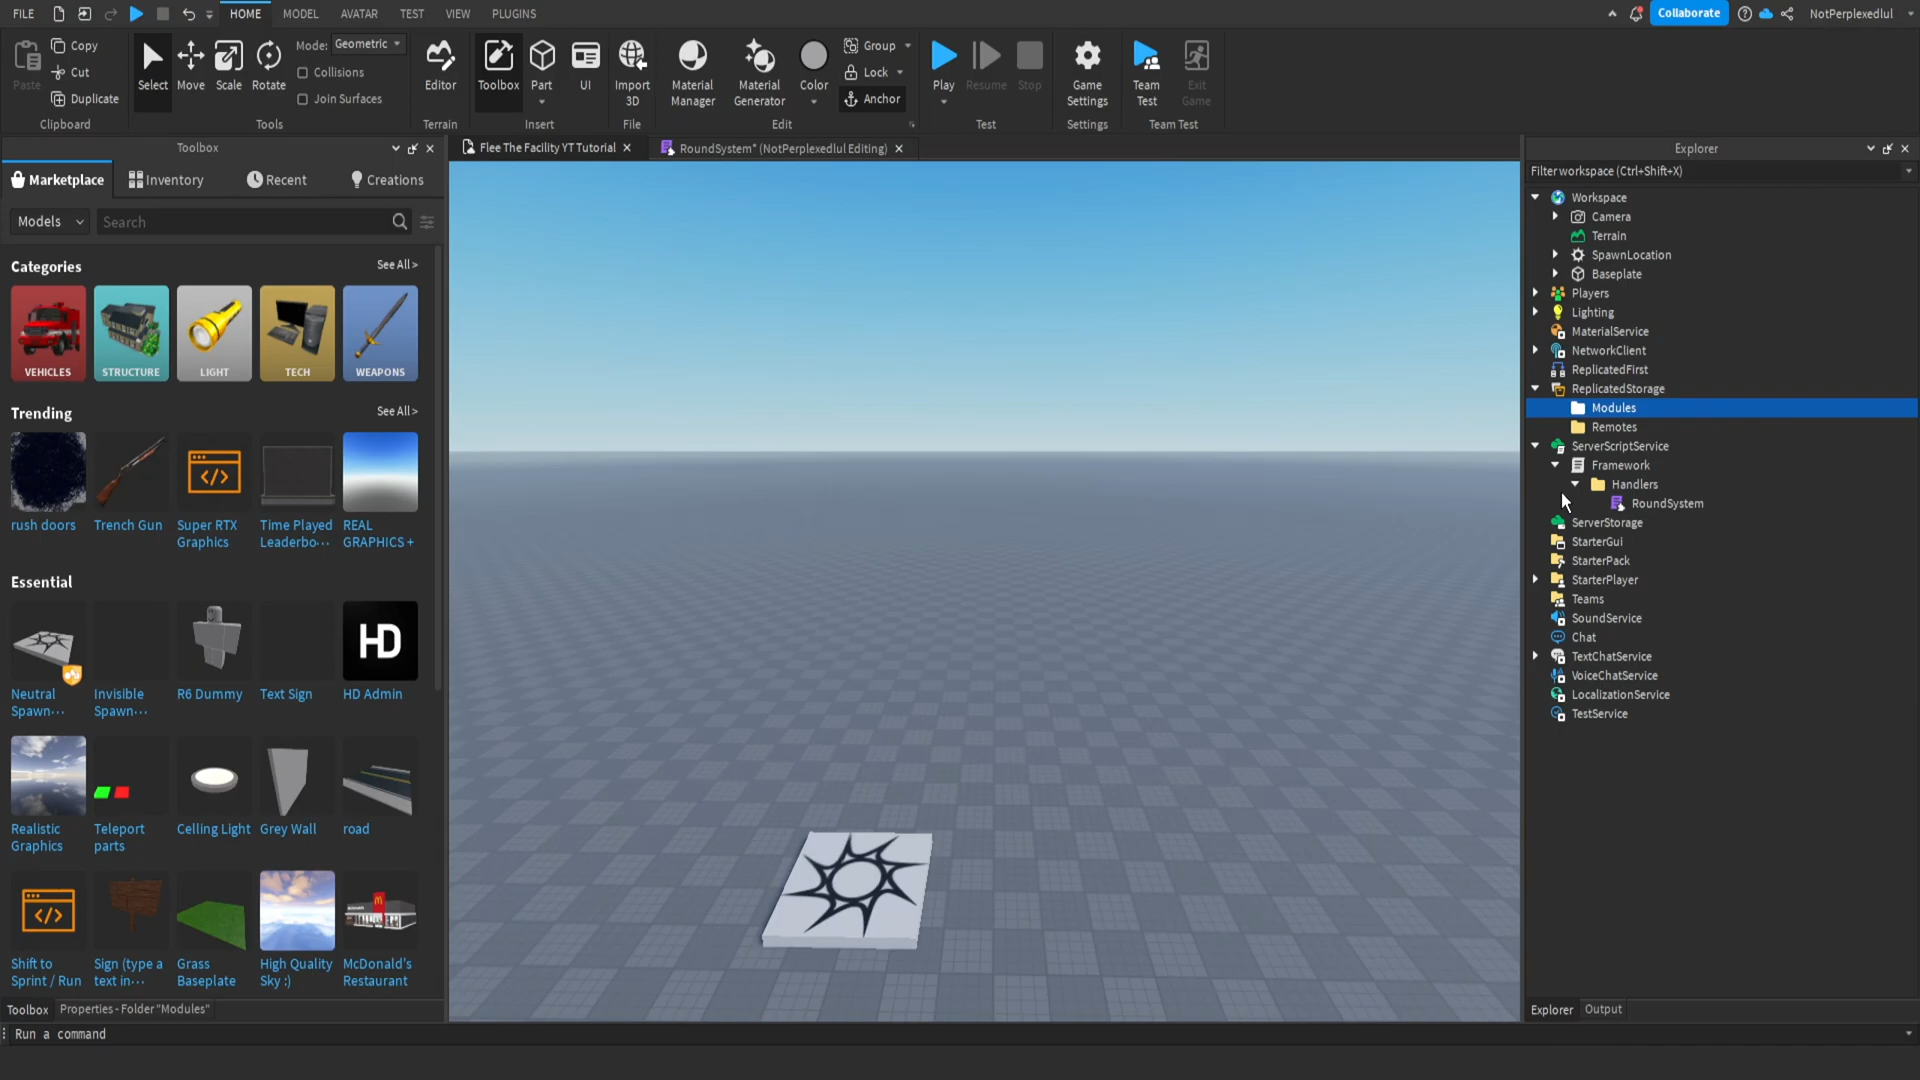 FILE HOME MODEL AVATAR TEST VIEW PLUGINS Collaborate NotPerplexedlul
Paste Copy Cut Duplicate Clipboard
Select Move Scale Rotate Mode: Geometric Collisions Join Surfaces Tools
Editor Terrain
Toolbox Part UI Insert
Import 3D File
Material Manager Material Generator Color Group Lock Anchor Edit
Play Resume Stop Test
Game Settings Settings
Team Test Exit Game Team Test
Toolbox
Marketplace Inventory Recent Creations
Models Search
Categories See All >
VEHICLES STRUCTURE LIGHT TECH WEAPONS
Trending See All >
rush doors
Trench Gun
Super RTX Graphics
Time Played Leaderbo...
REAL GRAPHICS +
Essential
HD
Neutral Spawn...
Invisible Spawn...
R6 Dummy
Text Sign
HD Admin
Realistic Graphics
Teleport parts
Celling Light
Grey Wall
road
McDonald's
Shift to Sprint / Run
Sign (type a text in...
Grass Baseplate
High Quality Sky :)
McDonald's Restaurant
Toolbox Properties - Folder "Modules"
Run a command
Flee The Facility YT Tutorial RoundSystem* (NotPerplexedlul Editing)
Explorer
Filter workspace (Ctrl+Shift+X)
Workspace
Camera
Terrain
SpawnLocation
Baseplate
Players
Lighting
MaterialService
NetworkClient
ReplicatedFirst
ReplicatedStorage
Modules
Remotes
ServerScriptService
Framework
Handlers
RoundSystem
ServerStorage
StarterGui
StarterPack
StarterPlayer
Teams
SoundService
Chat
TextChatService
VoiceChatService
LocalizationService
TestService
Explorer Output